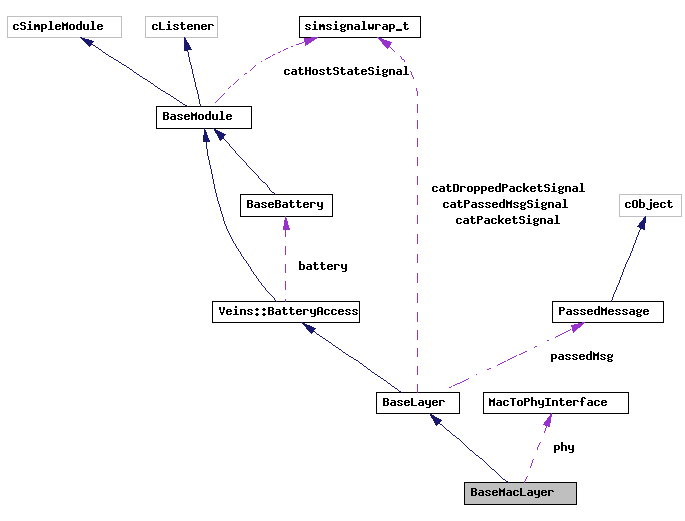 cSimpleModule
cListener
simsignalwrap_t
catHostStateSignal
BaseModule
catDroppedPacketSignal
catPassedMsgSignal
catPacketSignal
BaseBattery
cObject
battery
Veins::BatteryAccess
PassedMessage
passedMsg
BaseLayer
MacToPhyInterface
phy
BaseMacLayer